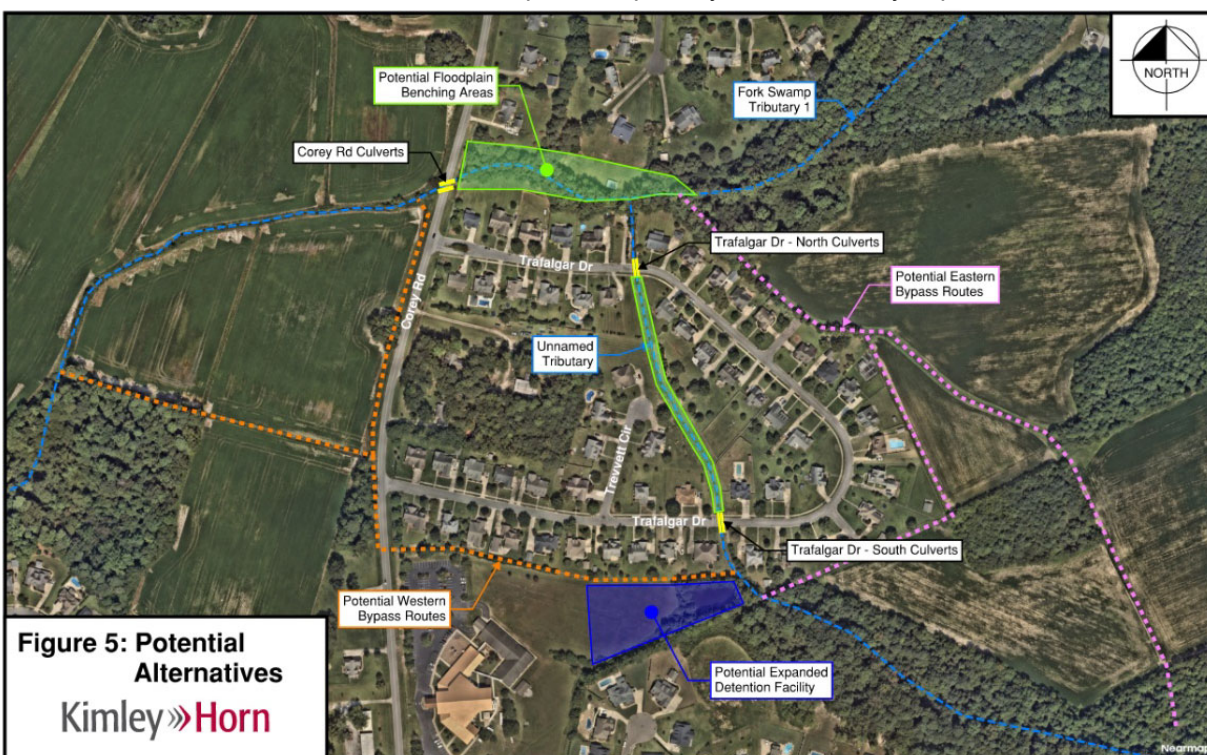 NORTH
Potential Floodplain
Benching Areas
Fork Swamp
Tributary 1
Corey Rd Culverts
Trafalgar Dr - North Culverts
Trafalgar Dr
Corey Rd
Potential Eastern
Bypass Routes
Unnamed
Tributary
Trevvett Cir
Trafalgar Dr
Trafalgar Dr - South Culverts
Potential Western
Bypass Routes
Potential Expanded
Detention Facility
Figure 5: Potential
Alternatives
Kimley»Horn
Nearmap